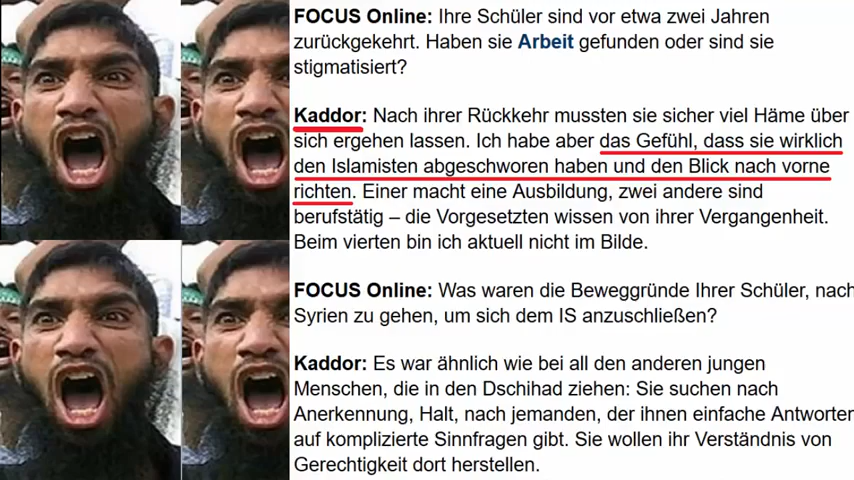 FOCUS Online: Ihre Schüler sind vor etwa zwei Jahren
zurückgekehrt. Haben sie Arbeit gefunden oder sind sie
stigmatisiert?
Kaddor: Nach ihrer Rückkehr mussten sie sicher viel Häme über
sich ergehen lassen. Ich habe aber das Gefühl, dass sie wirklich
den Islamisten abgeschworen haben und den Blick nach vorne
richten. Einer macht eine Ausbildung, zwei andere sind
berufstätig – die Vorgesetzten wissen von ihrer Vergangenheit.
Beim vierten bin ich aktuell nicht im Bilde.
FOCUS Online: Was waren die Beweggründe Ihrer Schüler, nach
Syrien zu gehen, um sich dem IS anzuschließen?
Kaddor: Es war ähnlich wie bei all den anderen jungen
Menschen, die in den Dschihad ziehen: Sie suchen nach
Anerkennung, Halt, nach jemanden, der ihnen einfache Antworten
auf komplizierte Sinnfragen gibt. Sie wollen ihr Verständnis von
Gerechtigkeit dort herstellen.